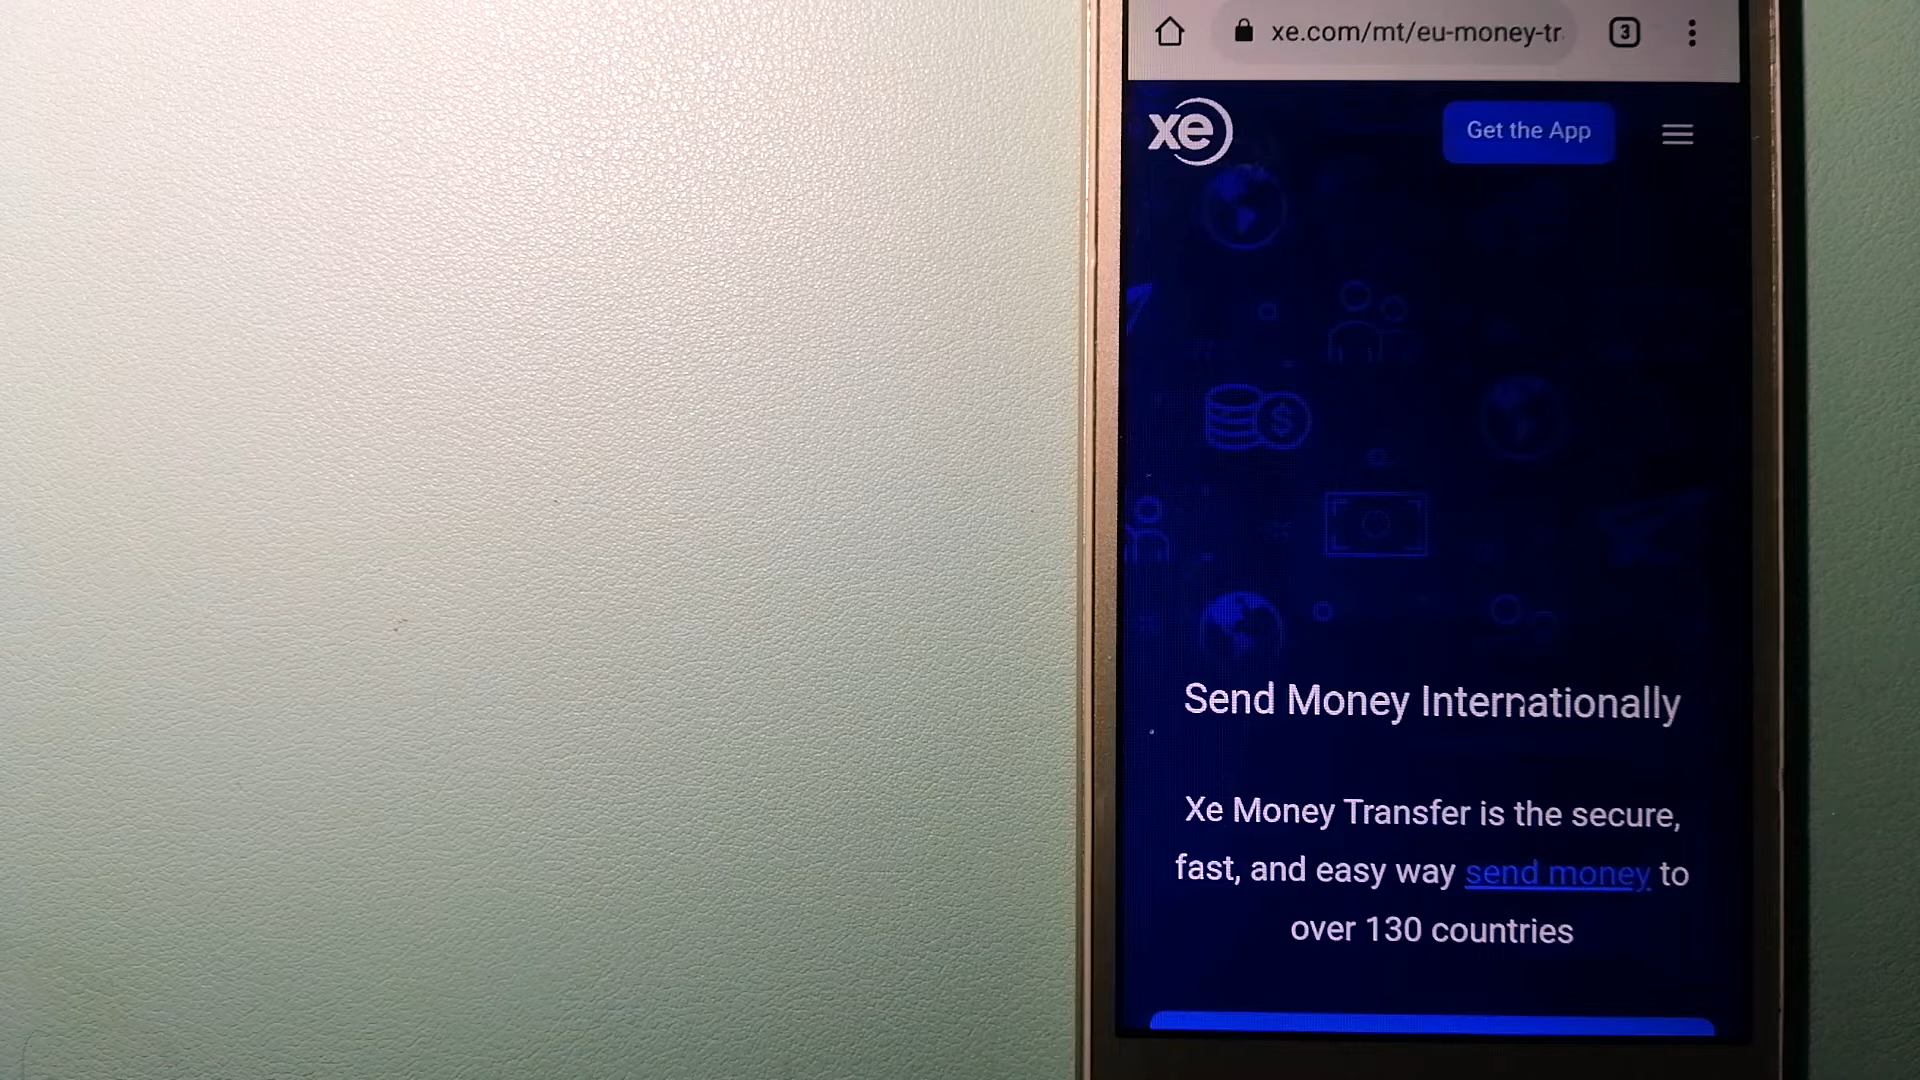 xe.com/mt/eu-money-tr
3
xe
Get the App
Send Money Internationally
Xe Money Transfer is the secure,
fast, and easy way send money to
over 130 countries